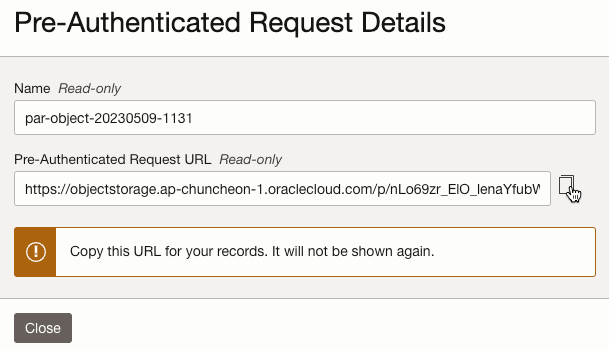 Pre-Authenticated Request Details
Name Read-only
par-object-20230509-1131
Pre-Authenticated Request URL Read-only
https://objectstorage.ap-chuncheon-1.oraclecloud.com/p/nLo69zr_ElO_lenaYfubW
Copy this URL for your records. It will not be shown again.
Close